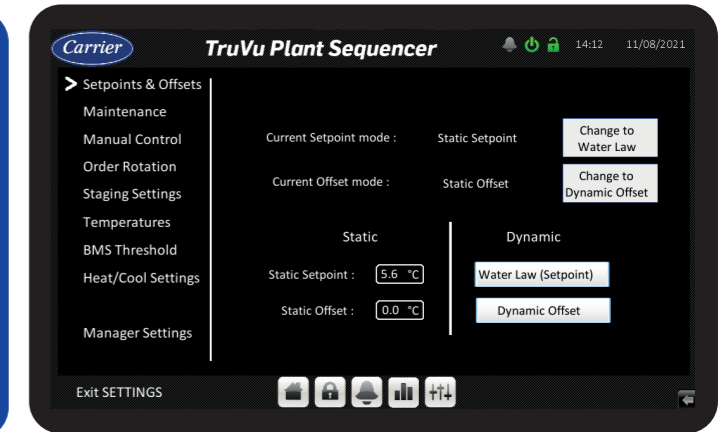 Carrier
TruVu Plant Sequencer
14:12 11/08/2021
Setpoints & Offsets
Maintenance
Manual Control
Order Rotation
Staging Settings
Temperatures
BMS Threshold
Heat/Cool Settings
Manager Settings
Current Setpoint mode : Static Setpoint
Change to
Water Law
Current Offset mode : Static Offset
Change to
Dynamic Offset
Static
Static Setpoint : 5.6 °C
Static Offset : 0.0 °C
Dynamic
Water Law (Setpoint)
Dynamic Offset
Exit SETTINGS